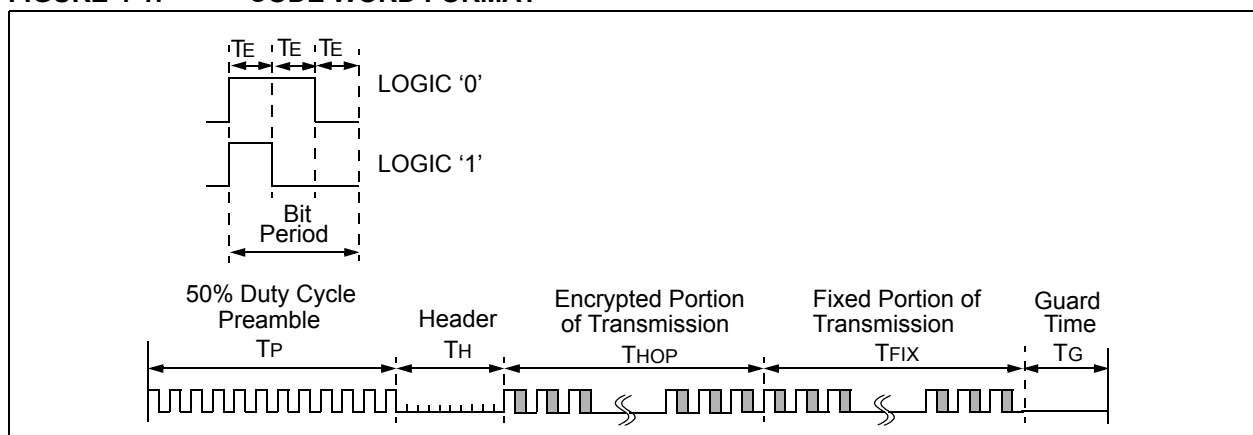 FIGURE 4-1: CODE WORD FORMAT
TE TE TE
LOGIC ‘0’
LOGIC ‘1’
Bit
Period
50% Duty Cycle
Preamble
TP
Header
TH
Encrypted Portion
of Transmission
THOP
Fixed Portion of
Transmission
TFIX
Guard
Time
TG